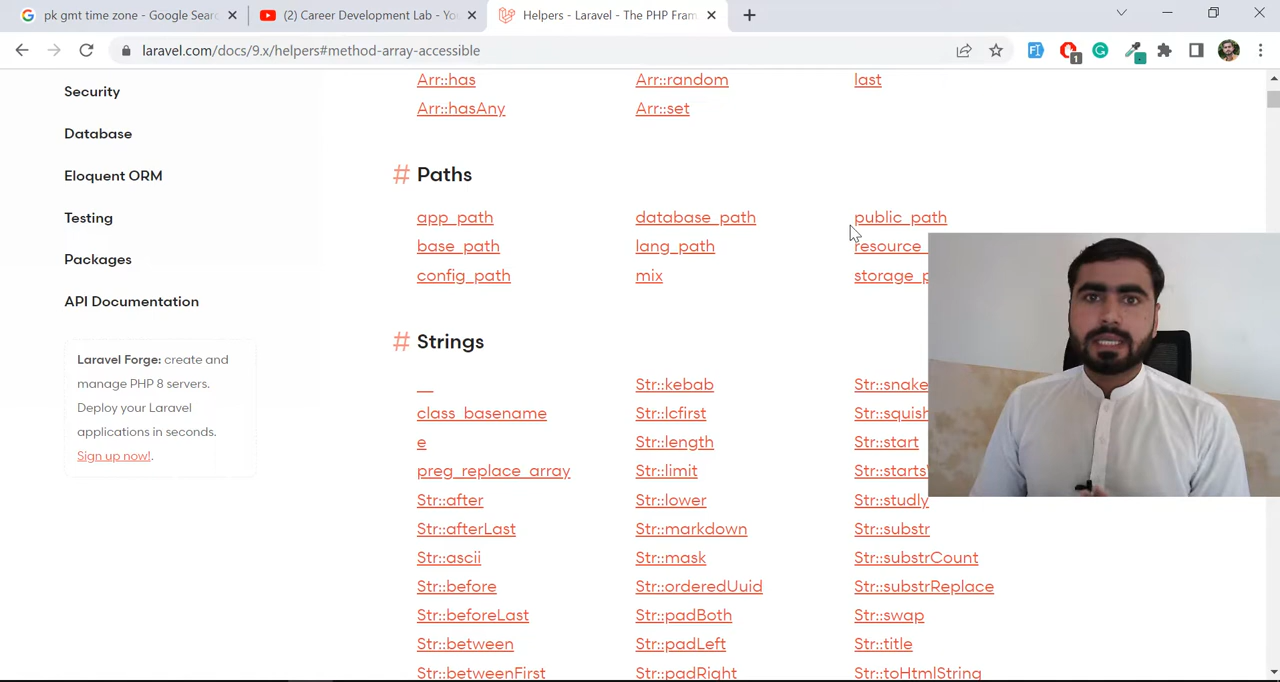 pk gmt time zone - Google Searc
(2) Career Development Lab - Yo
Helpers - Laravel - The PHP Fram
laravel.com/docs/9.x/helpers#method-array-accessible
1
Security
Database
Eloquent ORM
Testing
Packages
API Documentation
Laravel Forge: create and
manage PHP 8 servers.
Deploy your Laravel
applications in seconds.
Sign up now!.
Arr::has
Arr::random
last
Arr::hasAny
Arr::set
# Paths
app_path
database_path
public_path
base_path
lang_path
resource_
config_path
mix
storage_p
# Strings
__
Str::kebab
Str::snake
class_basename
Str::lcfirst
Str::squish
e
Str::length
Str::start
preg_replace_array
Str::limit
Str::starts
Str::after
Str::lower
Str::studly
Str::afterLast
Str::markdown
Str::substr
Str::ascii
Str::mask
Str::substrCount
Str::before
Str::orderedUuid
Str::substrReplace
Str::beforeLast
Str::padBoth
Str::swap
Str::between
Str::padLeft
Str::title
Str::betweenFirst
Str::padRight
Str::toHtmlString